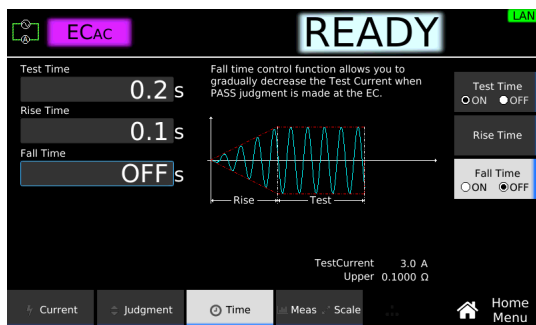 LAN
ECAC
READY
Test Time
0.2 s
Rise Time
0.1 s
Fall Time
OFF s
Fall time control function allows you to
gradually decrease the Test Current when
PASS judgment is made at the EC.
Rise
Test
TestCurrent 3.0 A
Upper 0.1000 Ω
Test Time
ON OFF
Rise Time
Fall Time
ON OFF
Current
Judgment
Time
Meas
Scale
Home
Menu